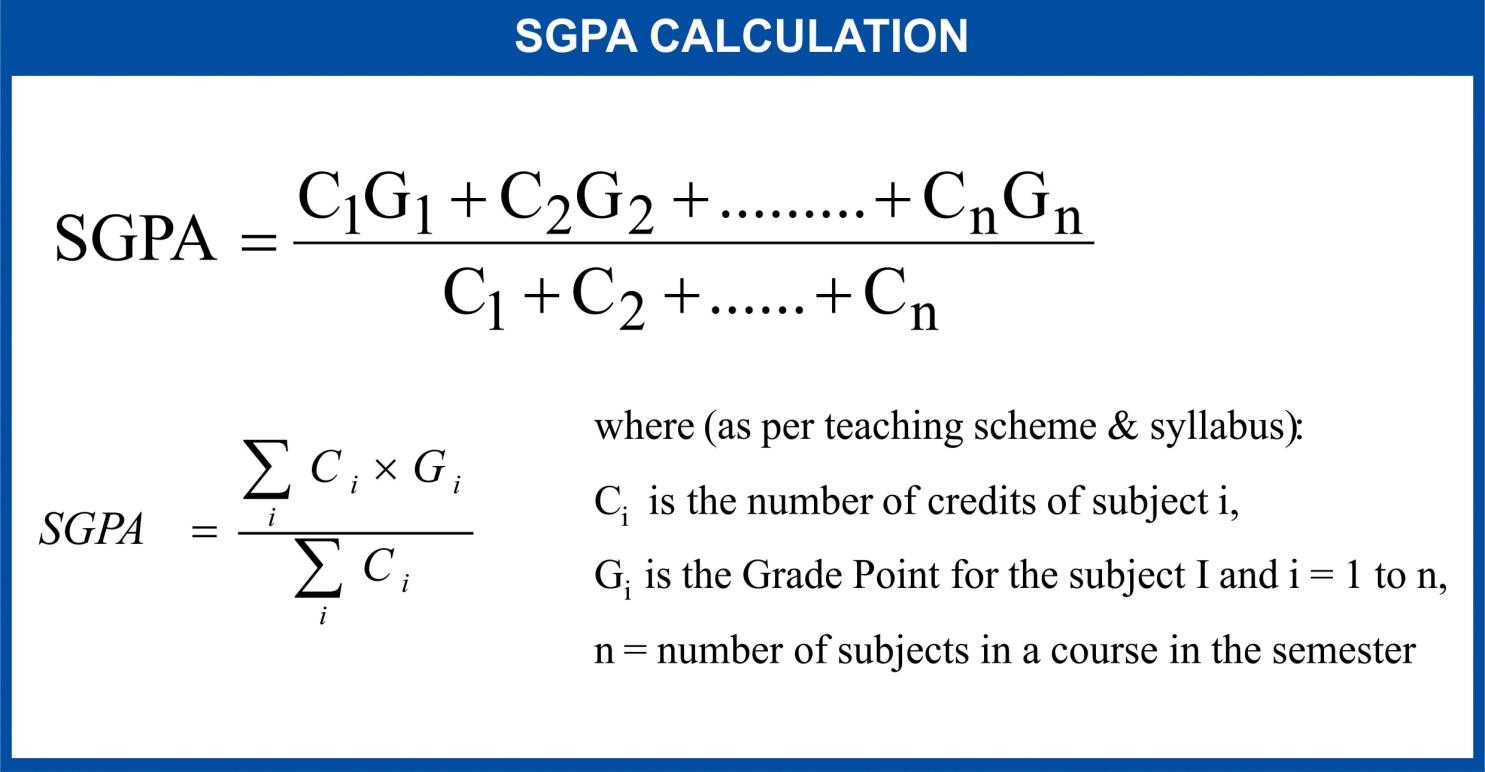 SGPA CALCULATION
SGPA = (C₁G₁ + C₂G₂ + ......... + CₙGₙ) / (C₁ + C₂ + ...... + Cₙ)
SGPA = (∑ᵢ Cᵢ × Gᵢ) / (∑ᵢ Cᵢ)
where (as per teaching scheme & syllabus):
Cᵢ is the number of credits of subject i,
Gᵢ is the Grade Point for the subject I and i = 1 to n,
n = number of subjects in a course in the semester